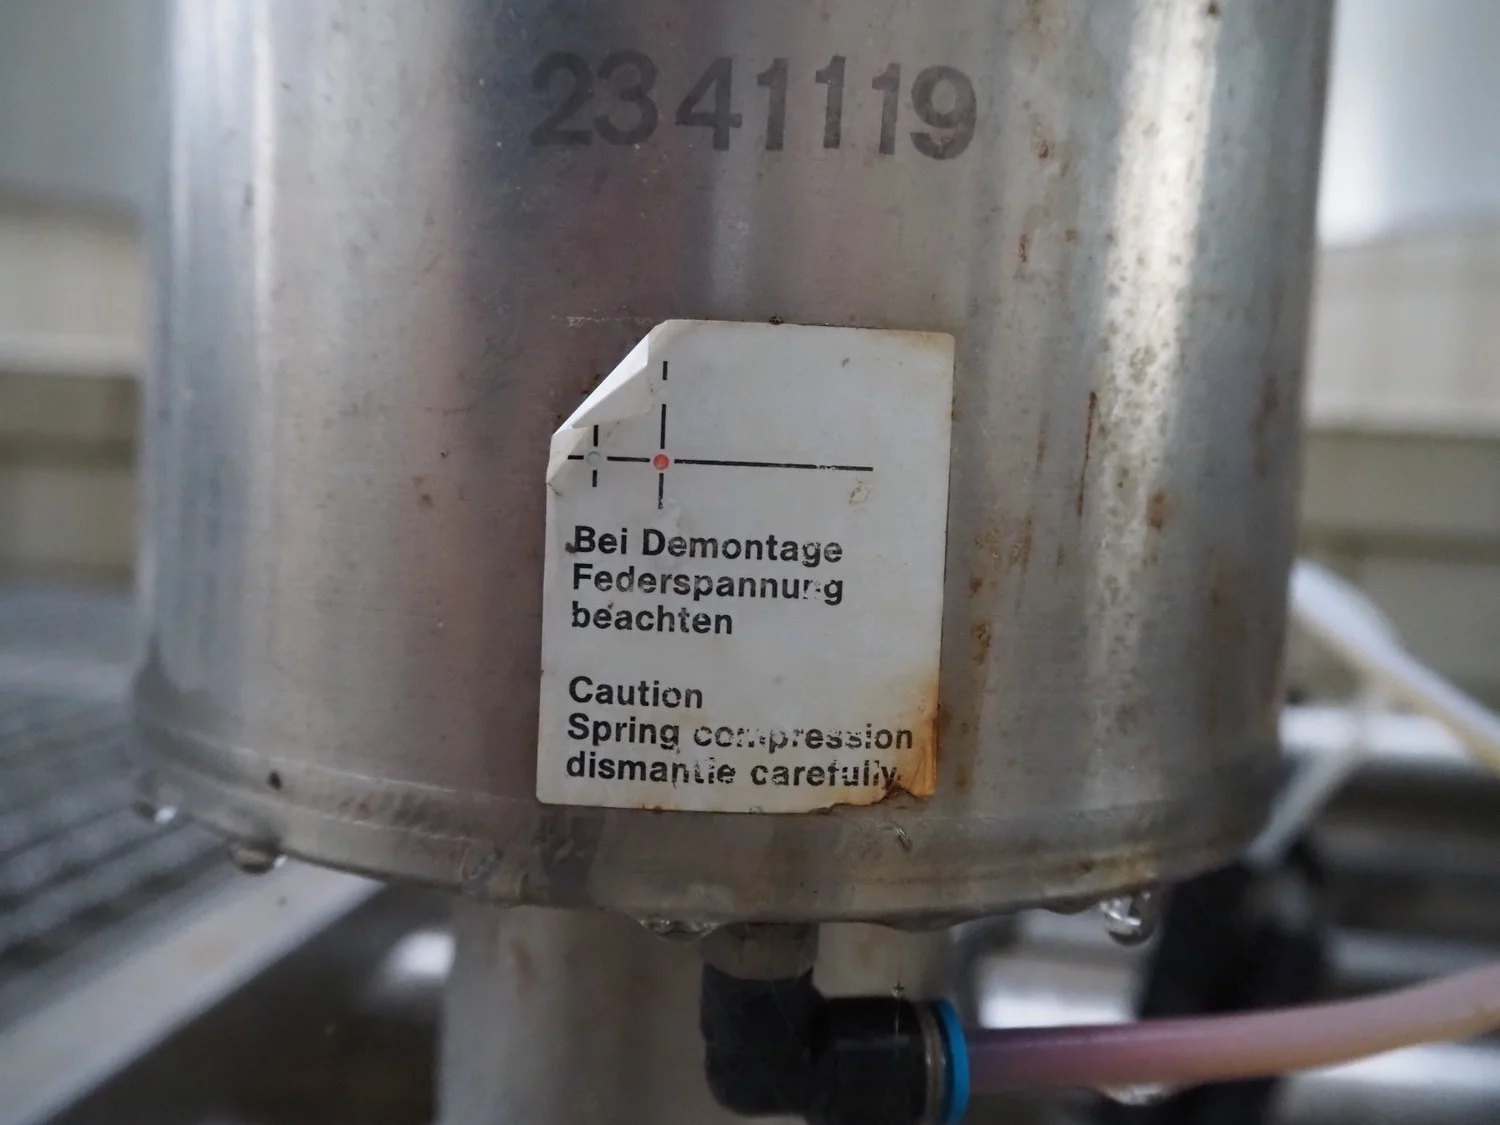 2341119
Bei Demontage
Federspannung
beachten
Caution
Spring compression
dismantle carefully